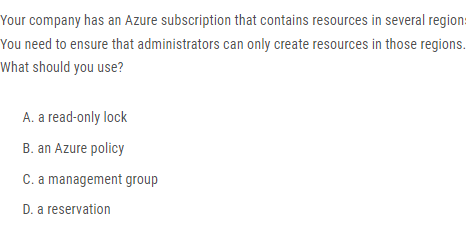 Your company has an Azure subscription that contains resources in several regions
You need to ensure that administrators can only create resources in those regions.
What should you use?
A. a read-only lock
B. an Azure policy
C. a management group
D. a reservation